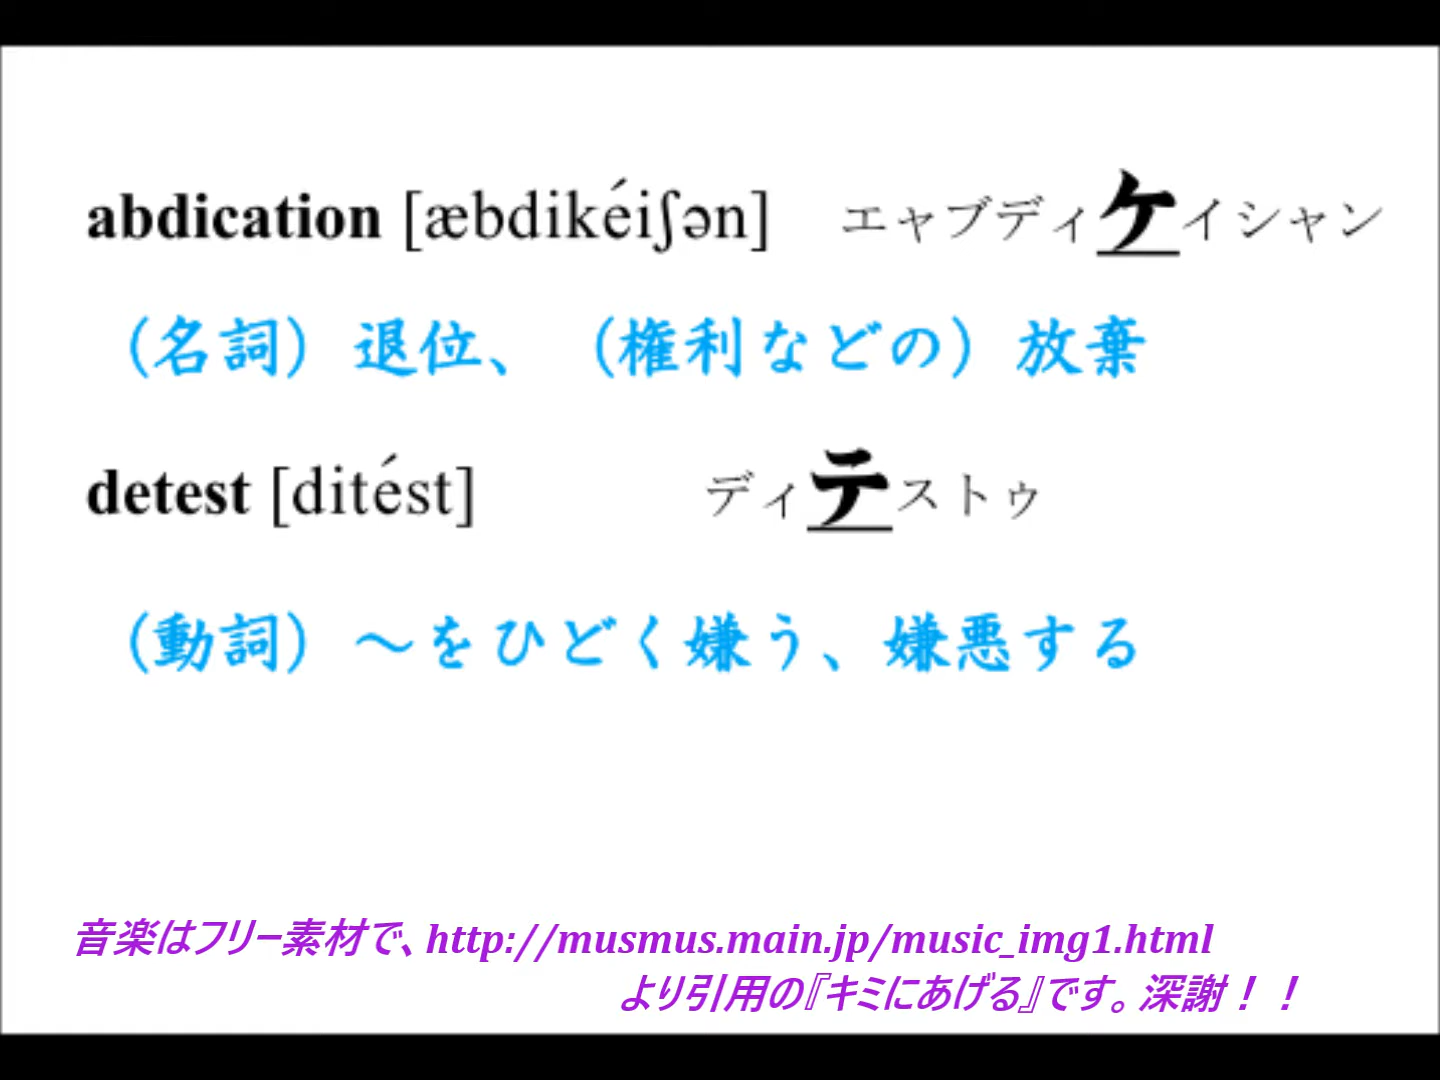 abdication [æbdikéiʃən] エャブディケイシャン
（名詞）退位、（権利などの）放棄
detest [ditést] ディテストゥ
（動詞）～をひどく嫌う、嫌悪する
音楽はフリー素材で、http://musmus.main.jp/music_img1.html
より引用の『キミにあげる』です。深謝！！